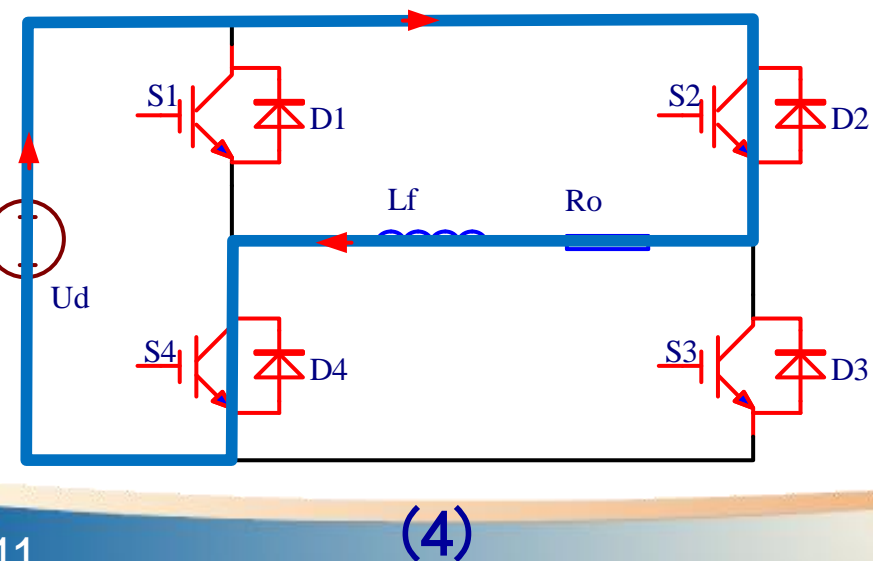 S1 D1 S2 D2
Lf Ro
Ud
S4 D4 S3 D3
(4)
11